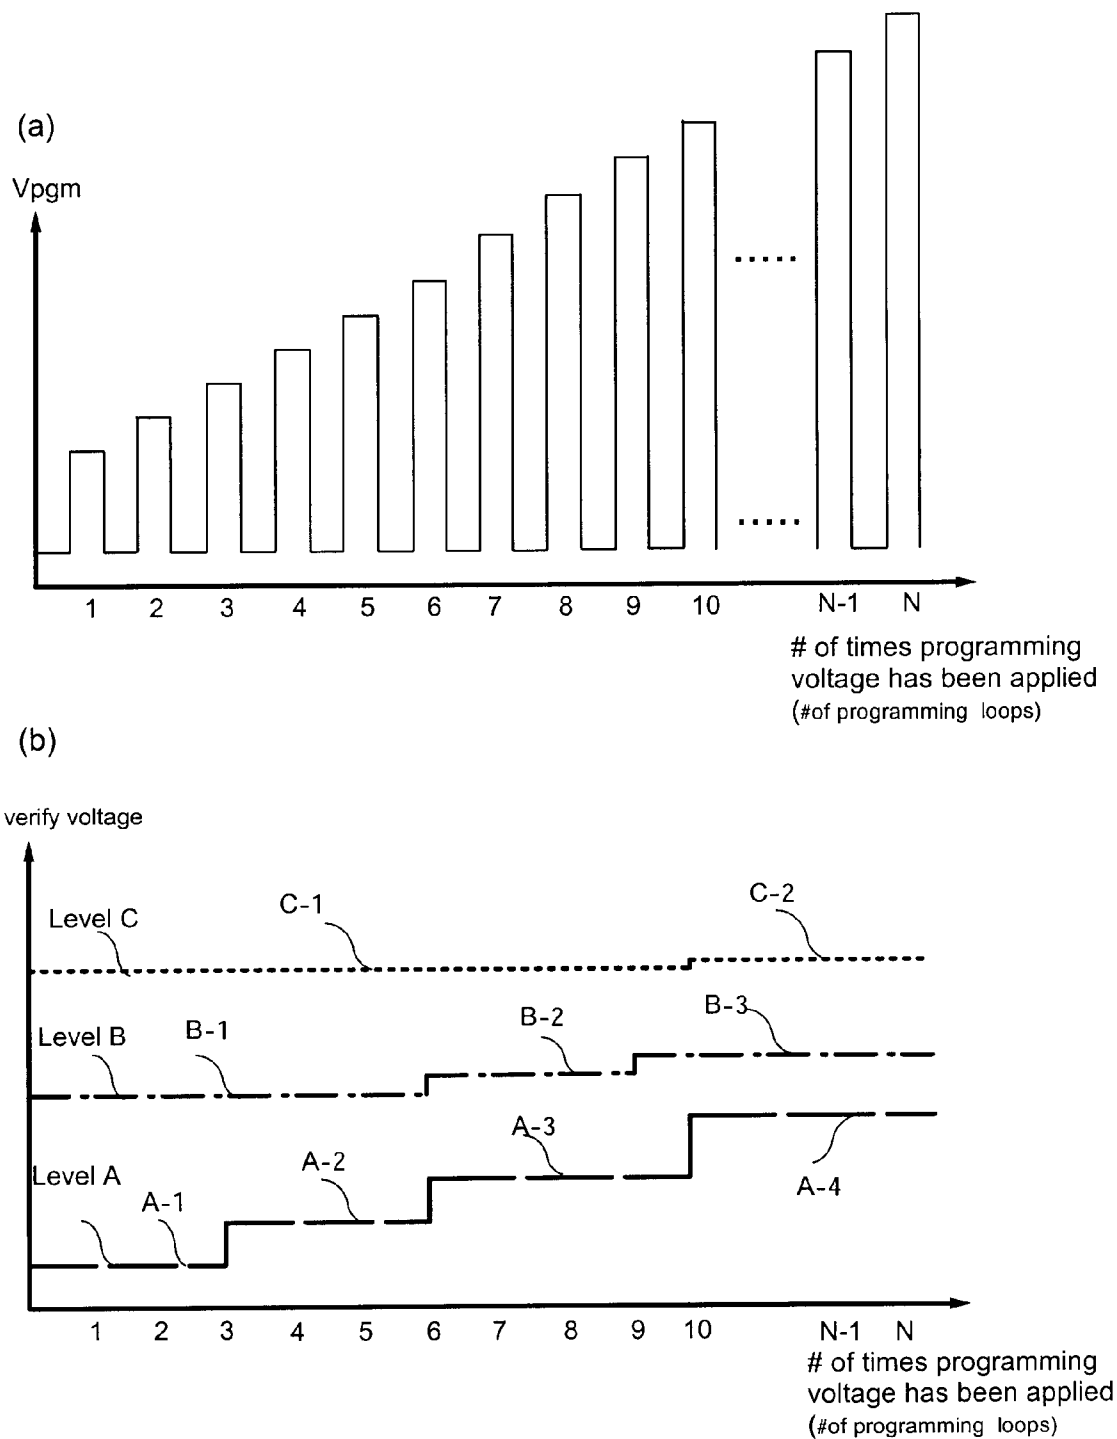 (a)
Vpgm
1 2 3 4 5 6 7 8 9 10 N-1 N
# of times programming
voltage has been applied
(#of programming loops)
(b)
verify voltage
Level C
C-1
C-2
Level B
B-1
B-2
B-3
Level A
A-1
A-2
A-3
A-4
1 2 3 4 5 6 7 8 9 10 N-1 N
# of times programming
voltage has been applied
(#of programming loops)